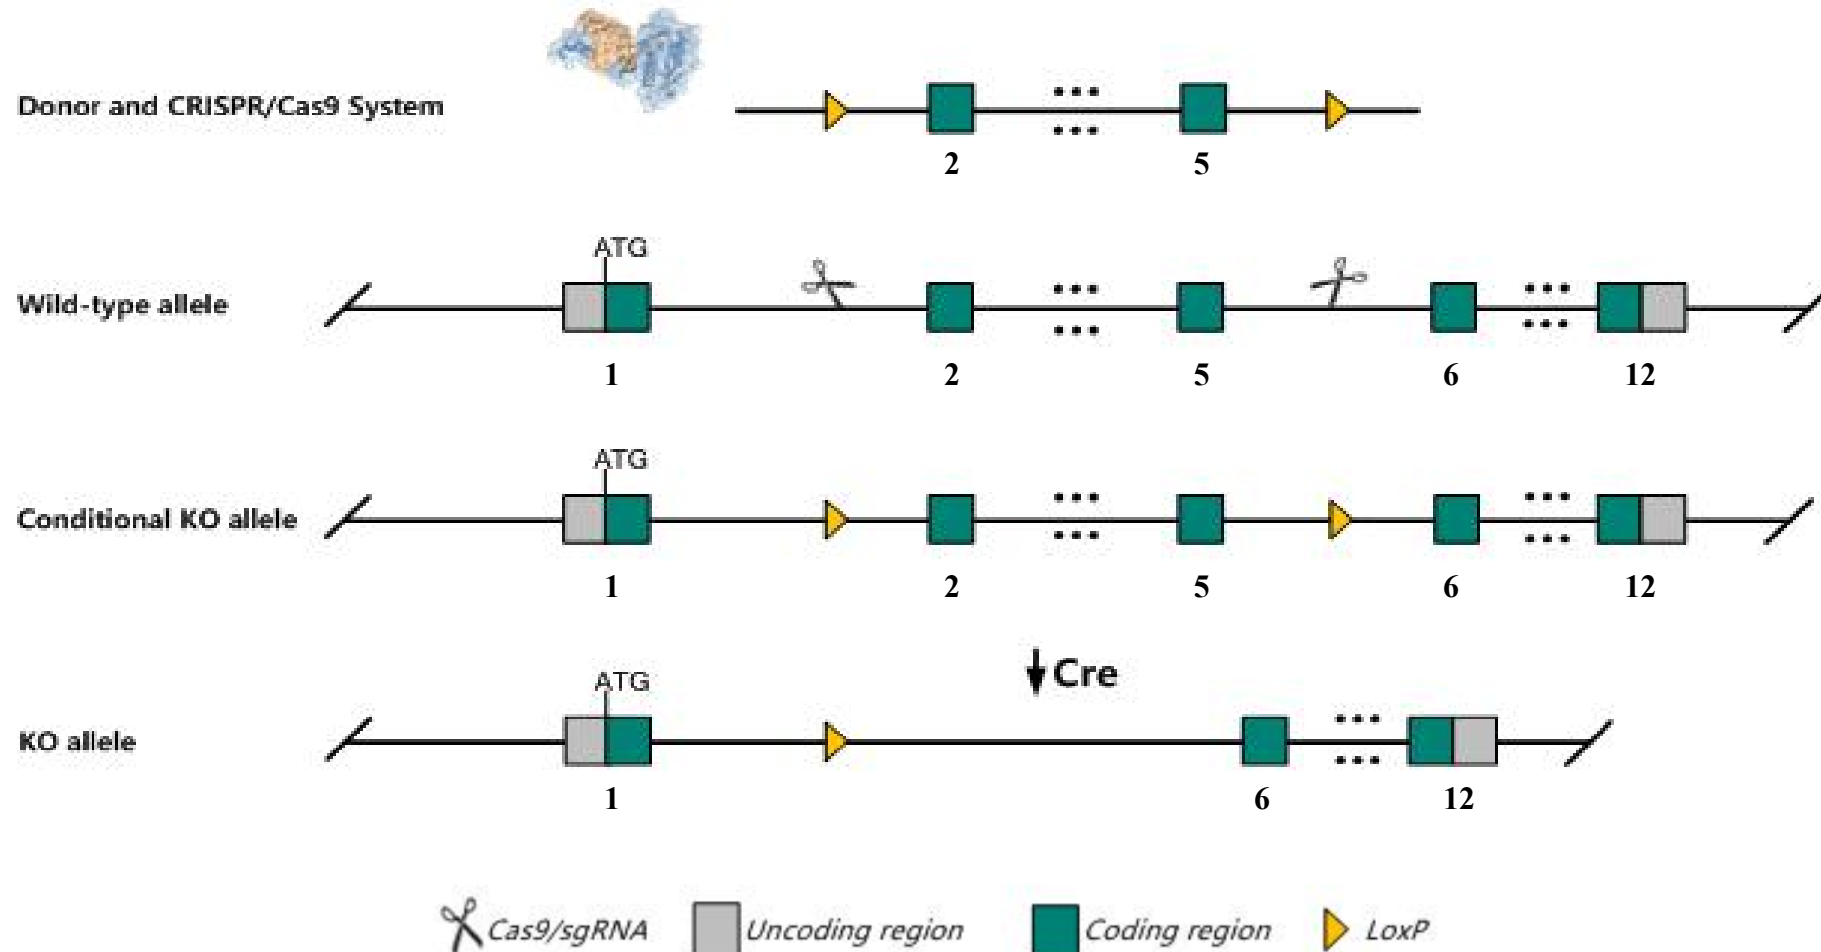 Donor and CRISPR/Cas9 System
2 5
ATG
Wild-type allele
1 2 5 6 12
ATG
Conditional KO allele
1 2 5 6 12
Cre
ATG
KO allele
1 6 12
Cas9/sgRNA Uncoding region Coding region LoxP